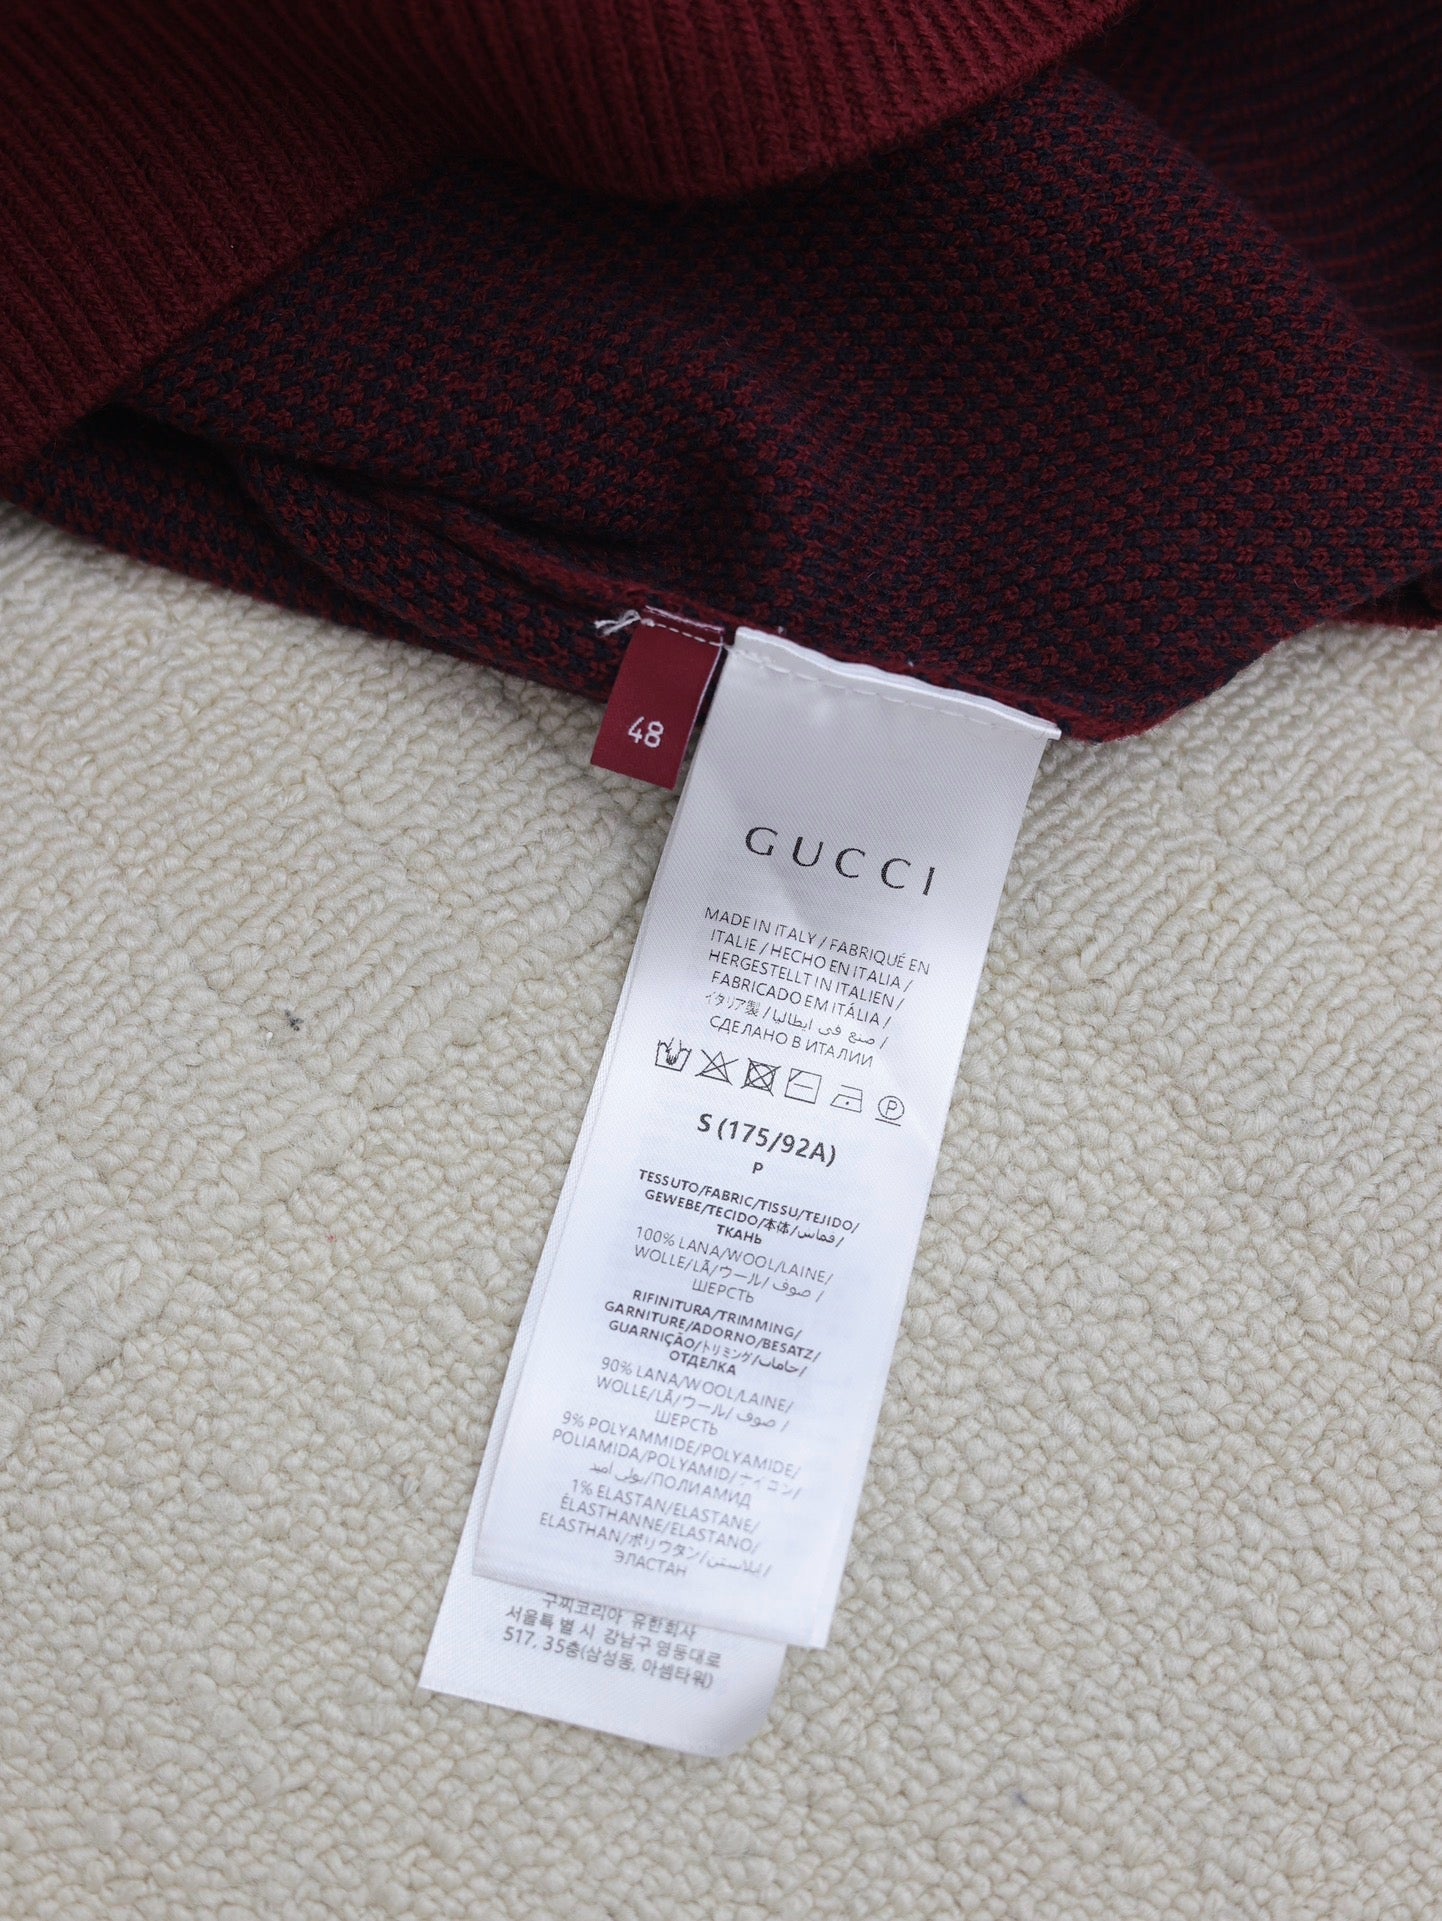 48
GUCCI
MADE IN ITALY / FABRIQUÉ EN
ITALIE / HECHO EN ITALIA /
HERGESTELLT IN ITALIEN /
FABRICADO EM ITÁLIA /
イタリア製 / صنع في ايطاليا /
СДЕЛАНО В ИТАЛИИ
P
S (175/92A)
P
TESSUTO/FABRIC/TISSU/TEJIDO/
GEWEBE/TECIDO/本体/قماش/
ТКАНЬ
100% LANA/WOOL/LAINE/
WOLLE/LÃ/ウール/ صوف /
ШЕРСТЬ
RIFINITURA/TRIMMING/
GARNITURE/ADORNO/BESATZ/
GUARNIÇÃO/トリミング/حامات/
ОТДЕЛКА
90% LANA/WOOL/LAINE/
WOLLE/LÃ/ウール/ صوف /
ШЕРСТЬ
9% POLYAMMIDE/POLYAMIDE/
POLIAMIDA/POLYAMID/ナイロン/
بولي اميد/ПОЛИАМИД
1% ELASTAN/ELASTANE/
ÉLASTHANNE/ELASTANO/
ELASTHAN/ポリウタン/إيلاستين/
ЭЛАСТАН
구찌코리아 유한회사
서울특별시 강남구 영동대로
517, 35층(삼성동, 아셈타워)